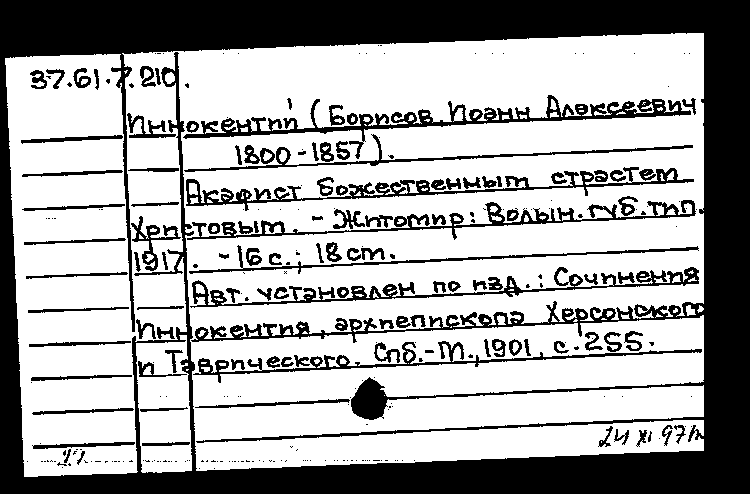 37.61.7.210.
Иннокентий (Борисов, Иоанн Алексеевич;
1800-1857).
Акафист божественным страстем
Христовым. - Житомир: Волын. губ. тип.
1917. - 16 с.; 18 см.
Авт. установлен по изд.: Сочинения
Иннокентия, архиепископа Херсонского
и Таврического. Спб.-М., 1901, с. 255.
24 XI 97